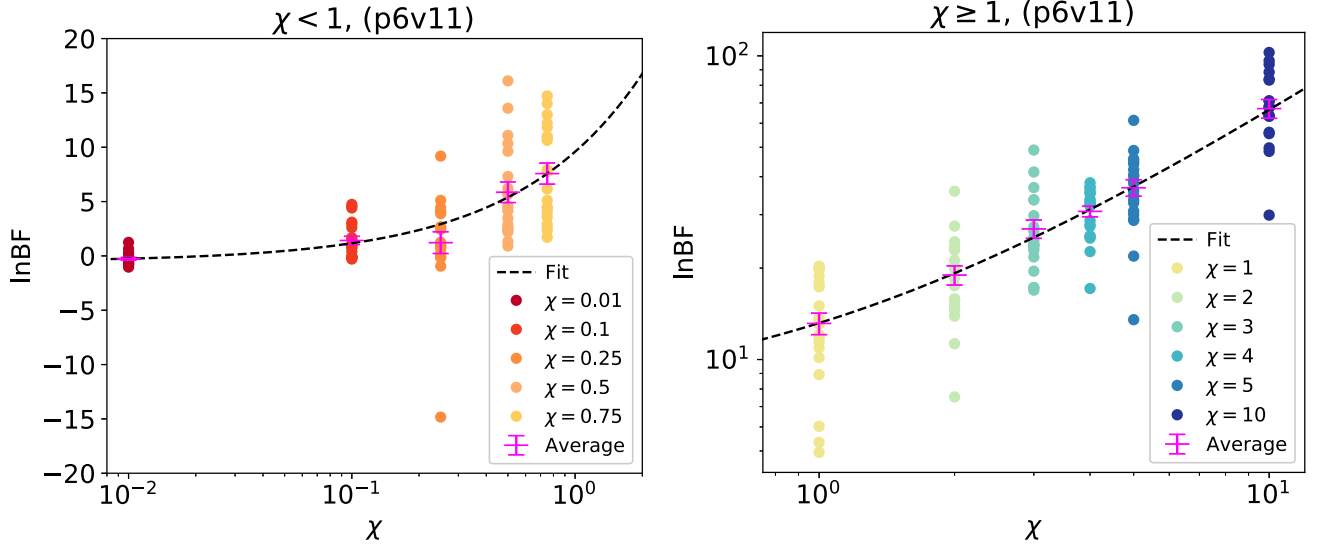 χ < 1, (p6v11)
lnBF
20
15
10
5
0
−5
−10
−15
−20
10⁻²
10⁻¹
10⁰
χ
Fit
χ = 0.01
χ = 0.1
χ = 0.25
χ = 0.5
χ = 0.75
Average
χ ≥ 1, (p6v11)
lnBF
10²
10¹
10⁰
10¹
χ
Fit
χ = 1
χ = 2
χ = 3
χ = 4
χ = 5
χ = 10
Average